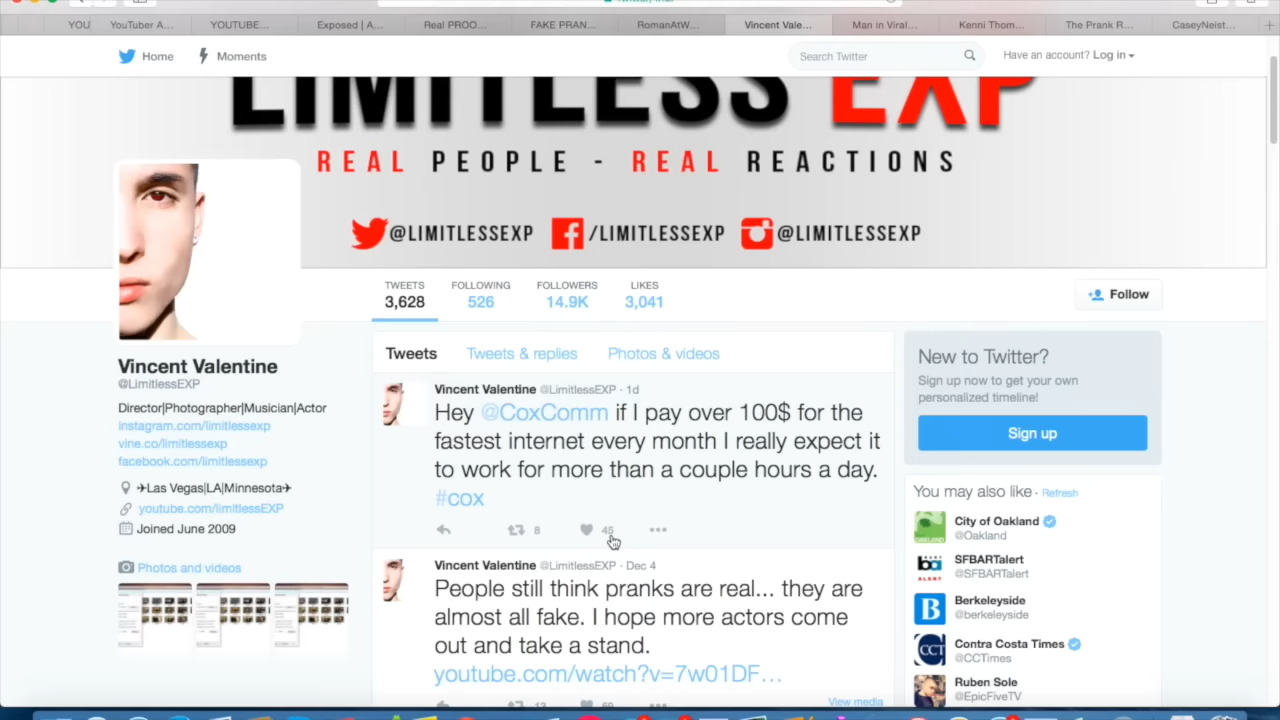 YOU
YouTuber A...
YOUTUBE...
Exposed | A...
Real PROO...
FAKE PRAN...
RomanAtW...
Vincent Vale...
Man in Viral...
Kenni Thom...
The Prank R...
CaseyNeist...
Home
Moments
Search Twitter
Have an account? Log in
LIMITLESS EXP
REAL PEOPLE - REAL REACTIONS
@LIMITLESSEXP /LIMITLESSEXP @LIMITLESSEXP
TWEETS
3,628
FOLLOWING
526
FOLLOWERS
14.9K
LIKES
3,041
Follow
Vincent Valentine
@LimitlessEXP
Director|Photographer|Musician|Actor
instagram.com/limitlessexp
vine.co/limitlessexp
facebook.com/limitlessexp
✈Las Vegas|LA|Minnesota✈
youtube.com/limitlessEXP
Joined June 2009
Photos and videos
Tweets
Tweets & replies
Photos & videos
Vincent Valentine @LimitlessEXP · 1d
Hey @CoxComm if I pay over 100$ for the
fastest internet every month I really expect it
to work for more than a couple hours a day.
#cox
8
45
Vincent Valentine @LimitlessEXP · Dec 4
People still think pranks are real... they are
almost all fake. I hope more actors come
out and take a stand.
youtube.com/watch?v=7w01DF...
13
59
View media
New to Twitter?
Sign up now to get your own
personalized timeline!
Sign up
You may also like · Refresh
City of Oakland
@Oakland
SFBARTalert
@SFBARTalert
Berkeleyside
@berkeleyside
Contra Costa Times
@CCTimes
Ruben Sole
@EpicFiveTV